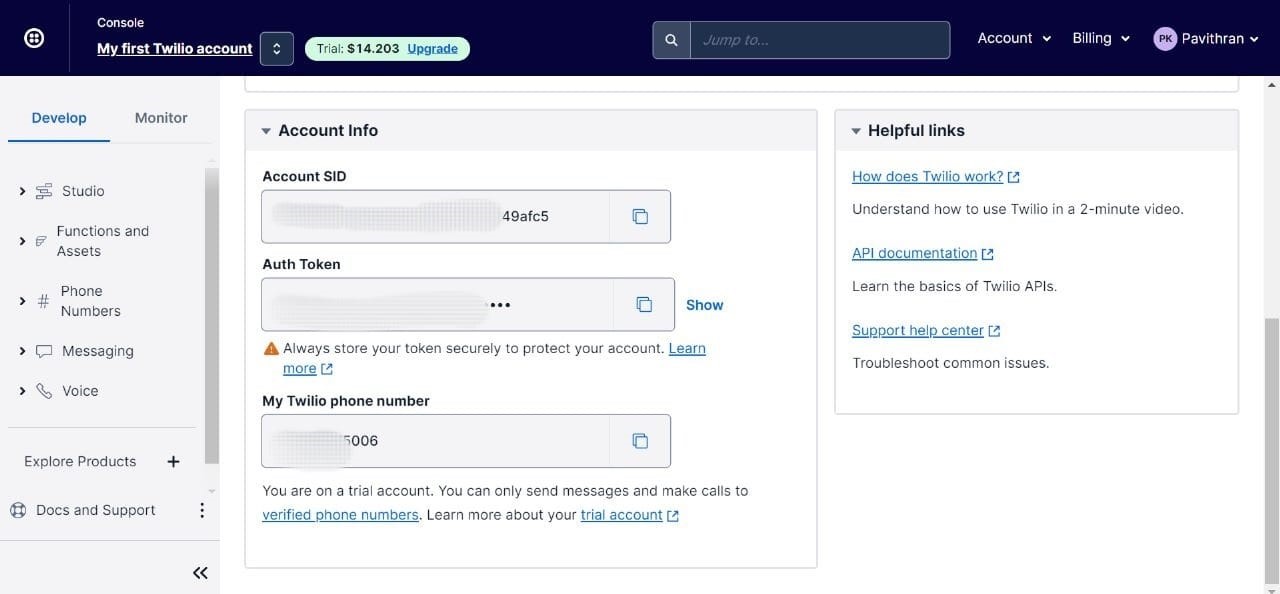 Console
My first Twilio account
Trial: $14.203 Upgrade
Jump to...
Account
Billing
PK
Pavithran
Develop
Monitor
Studio
Functions and
Assets
Phone
Numbers
Messaging
Voice
Explore Products
Docs and Support
Account Info
Account SID
49afc5
Auth Token
Show
Always store your token securely to protect your account. Learn
more
My Twilio phone number
5006
You are on a trial account. You can only send messages and make calls to
verified phone numbers. Learn more about your trial account
Helpful links
How does Twilio work?
Understand how to use Twilio in a 2-minute video.
API documentation
Learn the basics of Twilio APIs.
Support help center
Troubleshoot common issues.